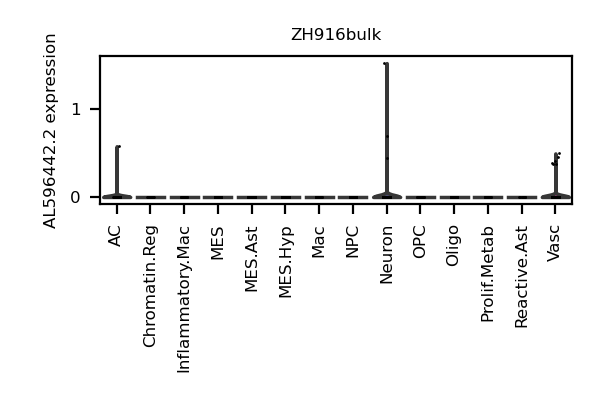 ZH916bulk
AL596442.2 expression
1
0
AC
Chromatin.Reg
Inflammatory.Mac
MES
MES.Ast
MES.Hyp
Mac
NPC
Neuron
OPC
Oligo
Prolif.Metab
Reactive.Ast
Vasc